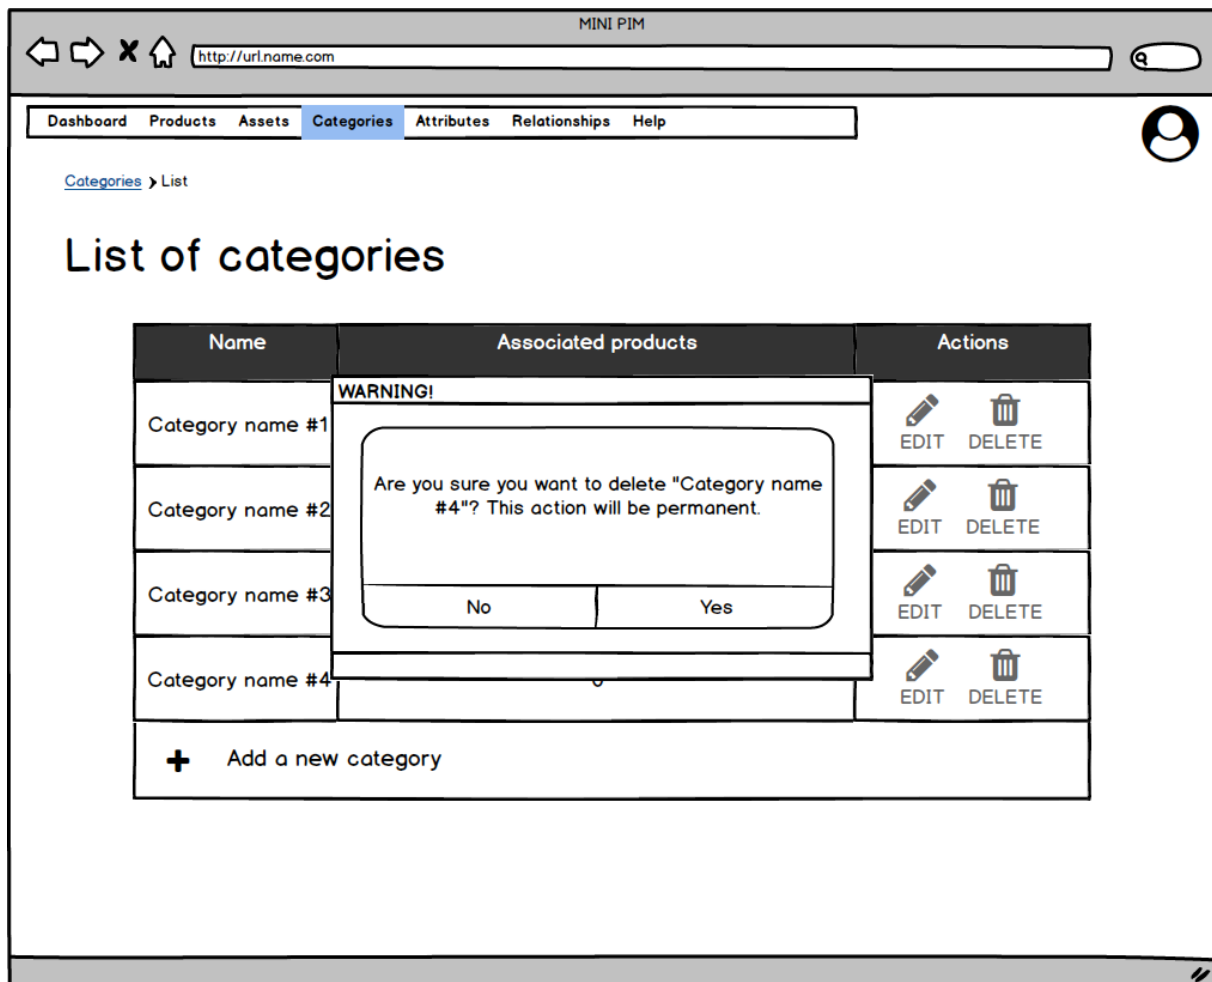 MINI PIM
http://url.name.com
Dashboard Products Assets Categories Attributes Relationships Help
Categories List
List of categories
Name Associated products Actions
WARNING!
Category name #1
EDIT DELETE
Are you sure you want to delete "Category name
#4"? This action will be permanent.
Category name #2
EDIT DELETE
Category name #3
No Yes
EDIT DELETE
Category name #4
EDIT DELETE
Add a new category